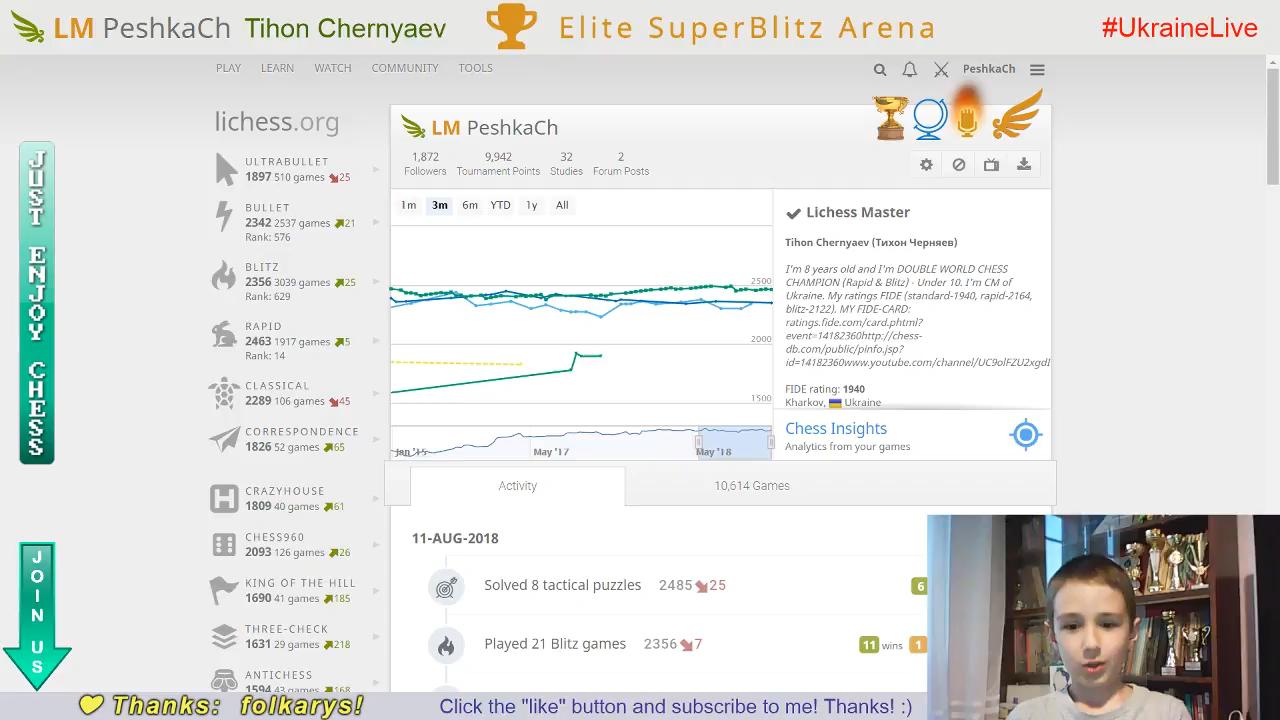 LM PeshkaCh Tihon Chernyaev
Elite SuperBlitz Arena
#UkraineLive
PLAY LEARN WATCH COMMUNITY TOOLS
PeshkaCh
lichess.org
JUST ENJOY CHESS
JOIN US
ULTRABULLET
1897 510 games 25
BULLET
2342 2537 games 21
Rank: 576
BLITZ
2356 3039 games 25
Rank: 629
RAPID
2463 1917 games 5
Rank: 14
CLASSICAL
2289 106 games 45
CORRESPONDENCE
1826 52 games 65
CRAZYHOUSE
1809 40 games 61
CHESS960
2093 126 games 26
KING OF THE HILL
1690 41 games 185
THREE-CHECK
1631 29 games 218
ANTICHESS
1594 43 games 168
LM PeshkaCh
1,872 9,942 32 2
Followers Tournament Points Studies Forum Posts
1m 3m 6m YTD 1y All
2500
2000
1500
Jan '15 May '17 May '18
Lichess Master
Tihon Chernyaev (Тихон Черняев)
I'm 8 years old and I'm DOUBLE WORLD CHESS
CHAMPION (Rapid & Blitz) - Under 10. I'm CM of
Ukraine. My ratings FIDE (standard-1940, rapid-2164,
blitz-2122). MY FIDE-CARD:
ratings.fide.com/card.phtml?
event=14182360http://chess-
db.com/public/pinfo.jsp?
id=14182360www.youtube.com/channel/UC9olFZU2xgdI
FIDE rating: 1940
Kharkov, Ukraine
Chess Insights
Analytics from your games
Activity 10,614 Games
11-AUG-2018
Solved 8 tactical puzzles 2485 25 6
Played 21 Blitz games 2356 7 11 wins 1
Thanks: folkarys!
Click the "like" button and subscribe to me! Thanks! :)